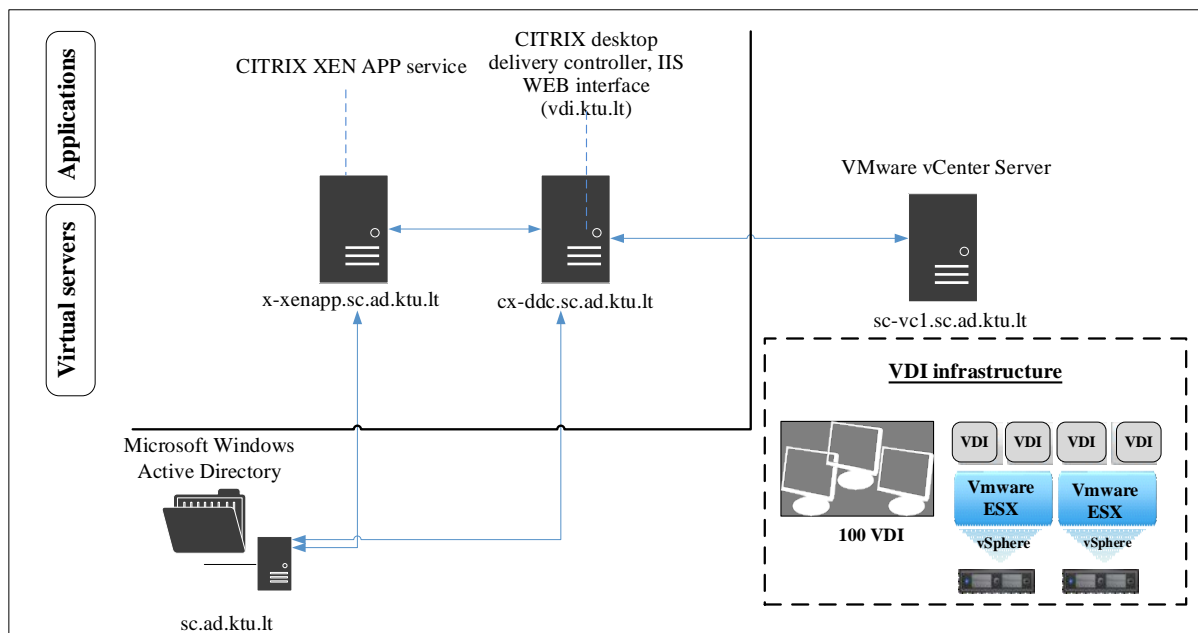 Applications
Virtual servers
CITRIX XEN APP service
CITRIX desktop
delivery controller, IIS
WEB interface
(vdi.ktu.lt)
VMware vCenter Server
x-xenapp.sc.ad.ktu.lt
cx-ddc.sc.ad.ktu.lt
sc-vc1.sc.ad.ktu.lt
Microsoft Windows
Active Directory
sc.ad.ktu.lt
VDI infrastructure
100 VDI
VDI
VDI
VDI
VDI
Vmware
ESX
Vmware
ESX
vSphere
vSphere